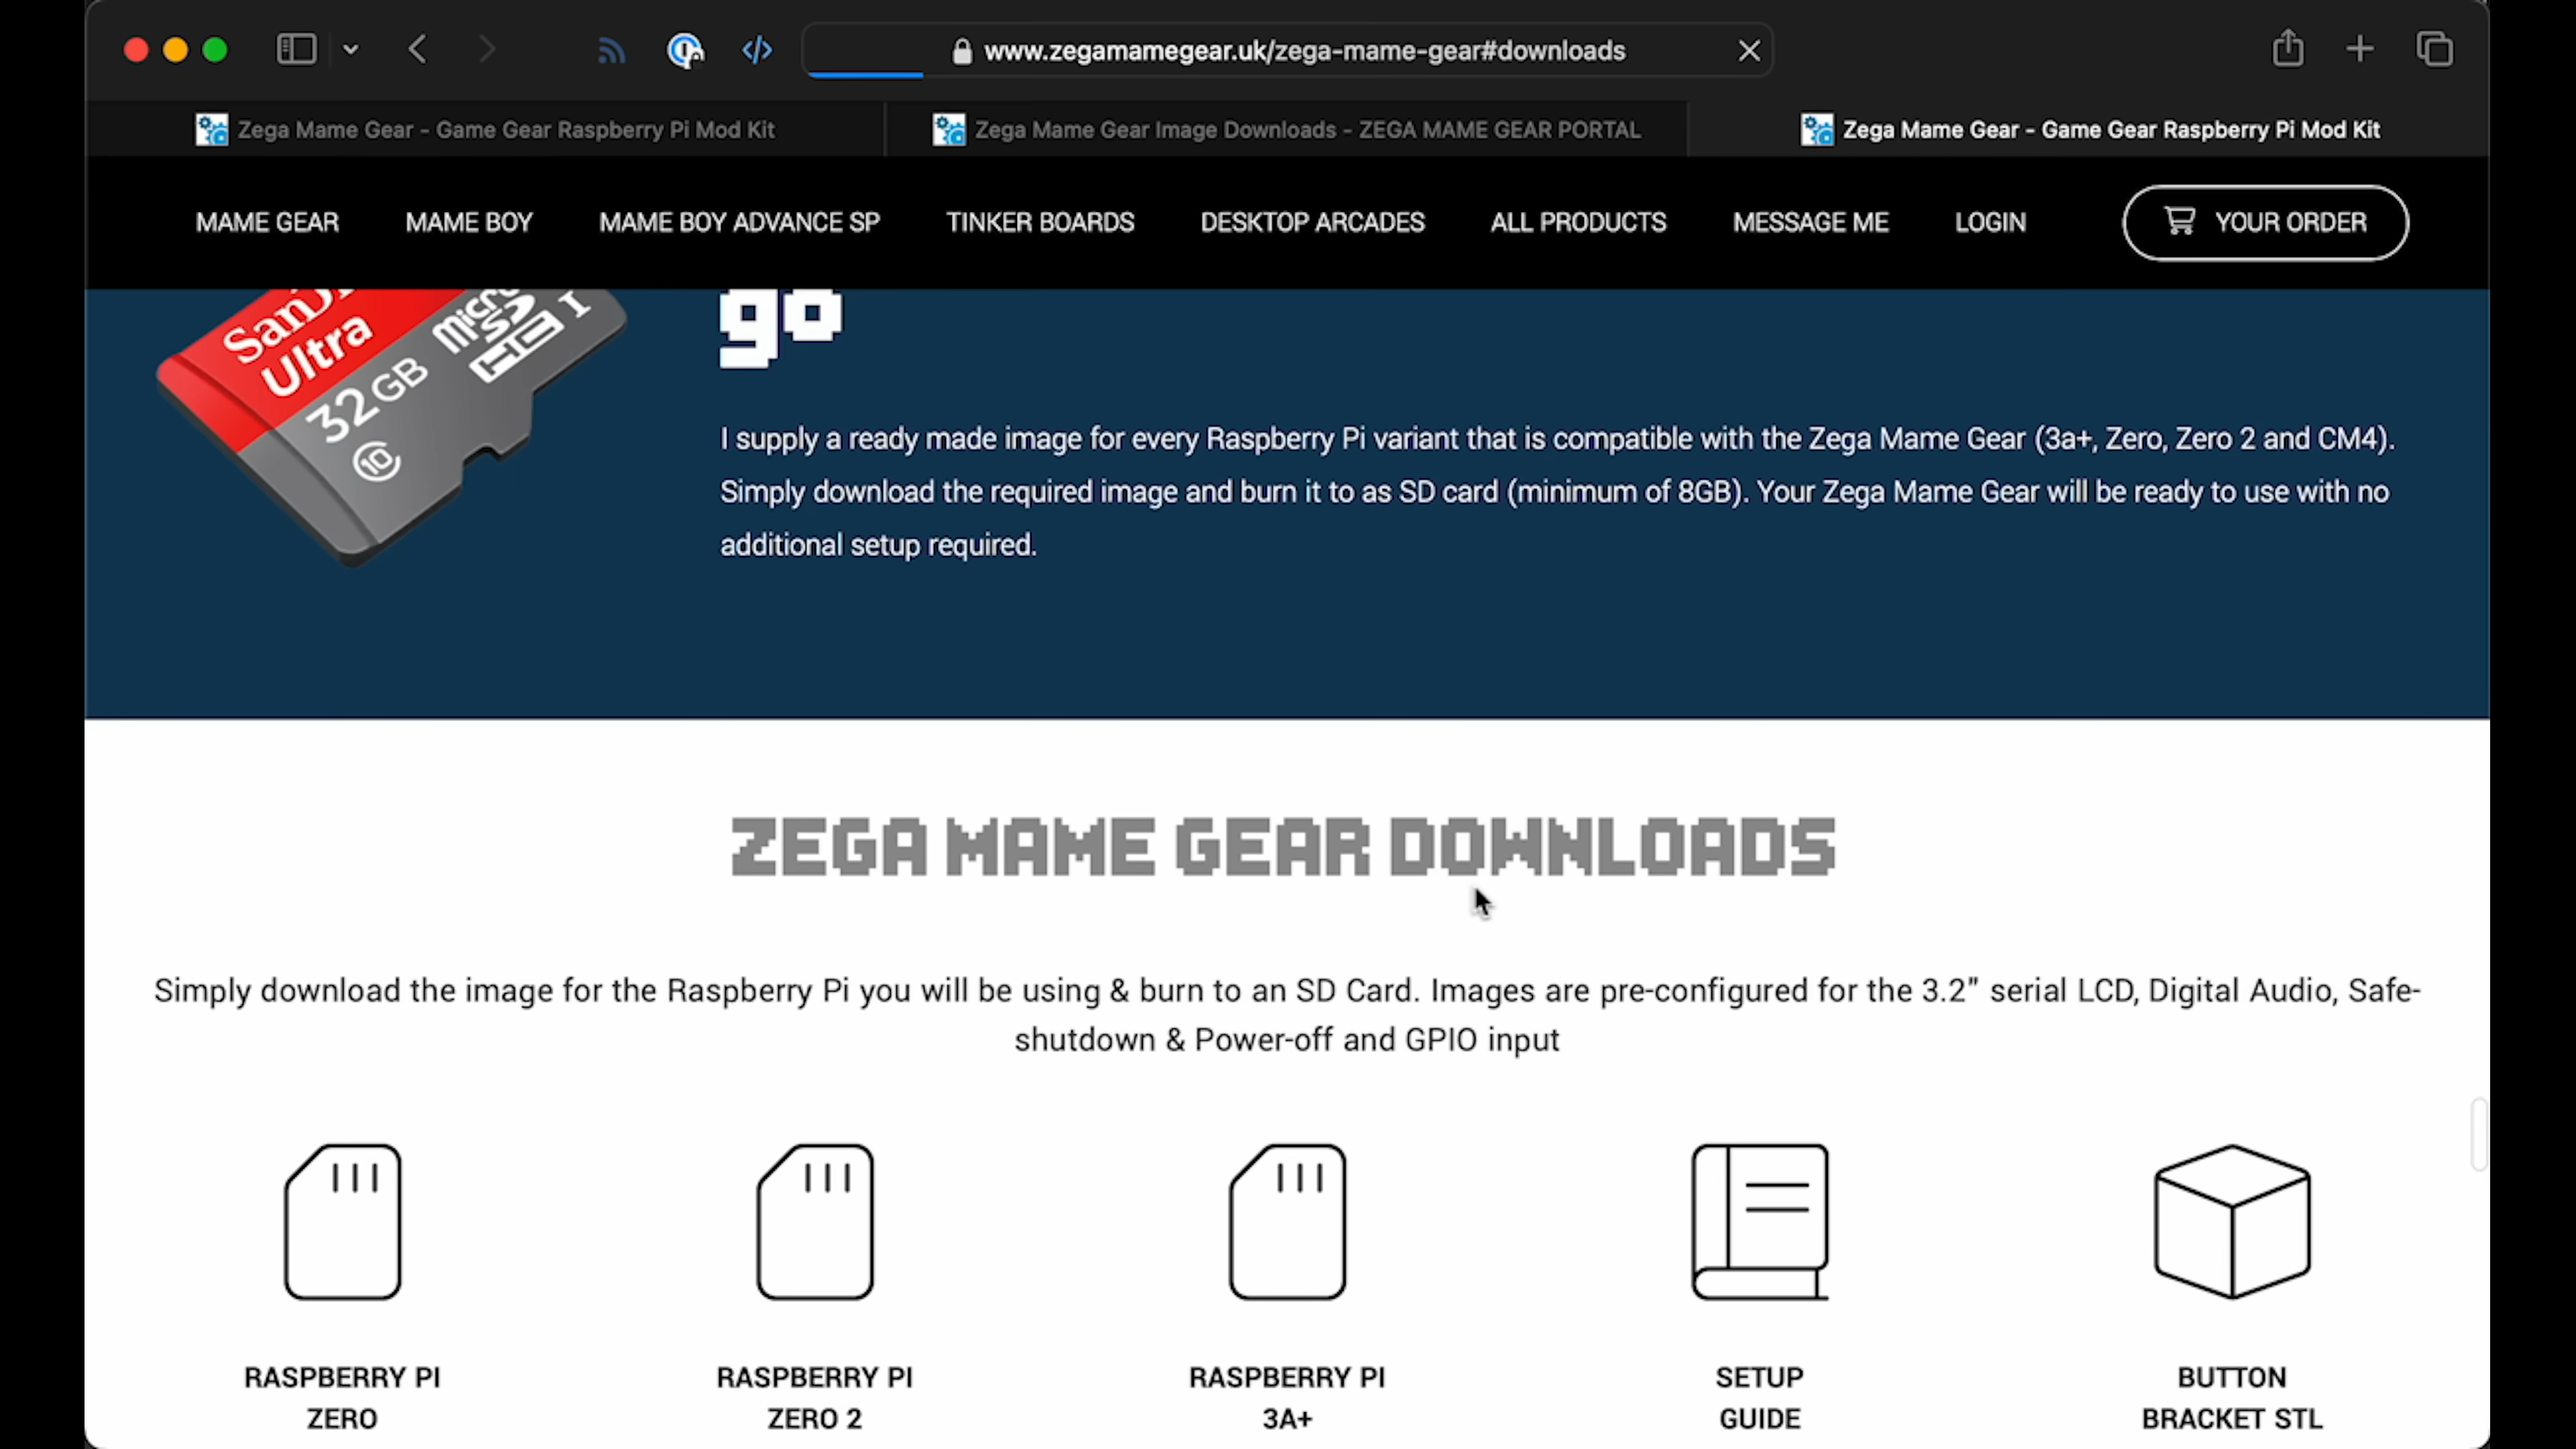 www.zegamamegear.uk/zega-mame-gear#downloads
Zega Mame Gear - Game Gear Raspberry Pi Mod Kit
Zega Mame Gear Image Downloads - ZEGA MAME GEAR PORTAL
Zega Mame Gear - Game Gear Raspberry Pi Mod Kit
MAME GEAR
MAME BOY
MAME BOY ADVANCE SP
TINKER BOARDS
DESKTOP ARCADES
ALL PRODUCTS
MESSAGE ME
LOGIN
YOUR ORDER
Ultra
micro
32GB
10
go
I supply a ready made image for every Raspberry Pi variant that is compatible with the Zega Mame Gear (3a+, Zero, Zero 2 and CM4).
Simply download the required image and burn it to as SD card (minimum of 8GB). Your Zega Mame Gear will be ready to use with no
additional setup required.
ZEGA MAME GEAR DOWNLOADS
Simply download the image for the Raspberry Pi you will be using & burn to an SD Card. Images are pre-configured for the 3.2" serial LCD, Digital Audio, Safe-
shutdown & Power-off and GPIO input
RASPBERRY PI
ZERO
RASPBERRY PI
ZERO 2
RASPBERRY PI
3A+
SETUP
GUIDE
BUTTON
BRACKET STL